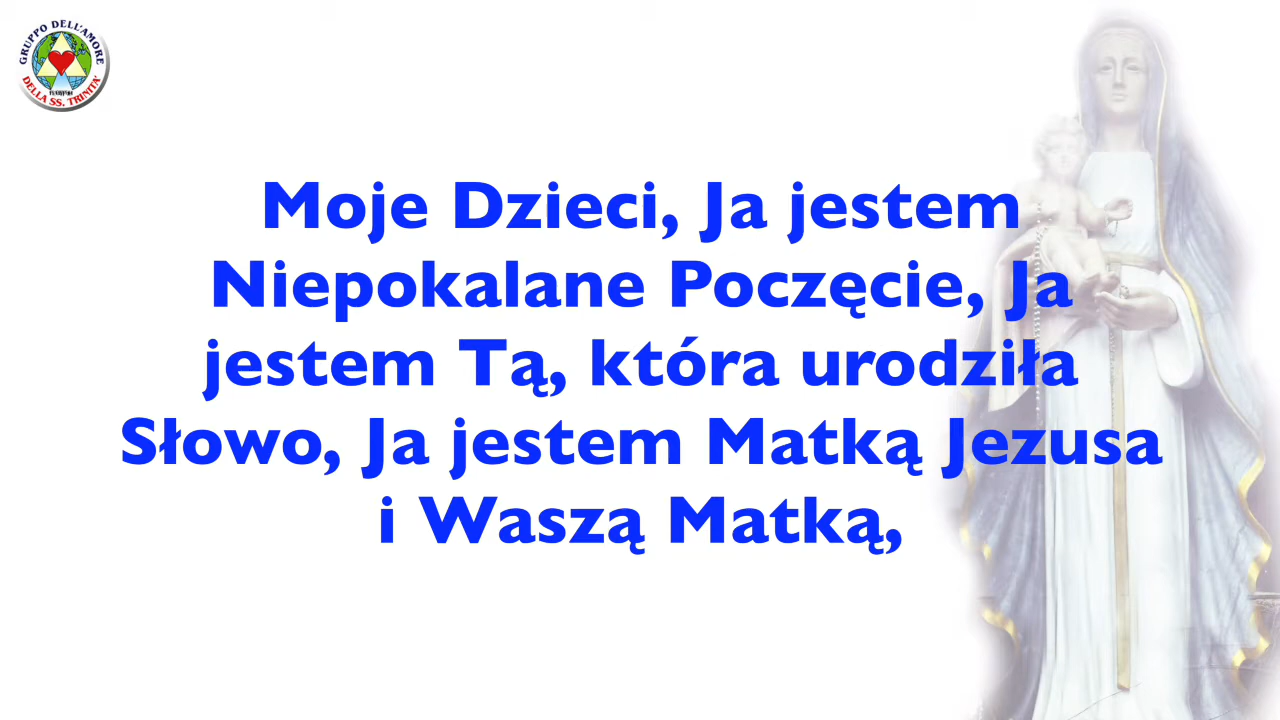 GRUPPO DELL'AMORE
DELLA SS. TRINITA'
Moje Dzieci, Ja jestem
Niepokalane Poczęcie, Ja
jestem Tą, która urodziła
Słowo, Ja jestem Matką Jezusa
i Waszą Matką,